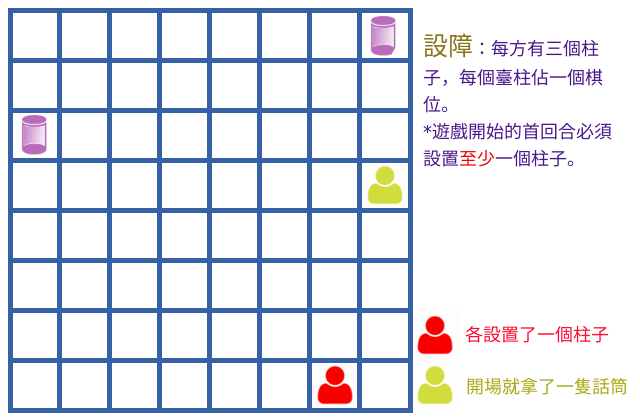 設障：每方有三個柱
子，每個臺柱佔一個棋
位。
*遊戲開始的首回合必須
設置至少一個柱子。
各設置了一個柱子
開場就拿了一隻話筒